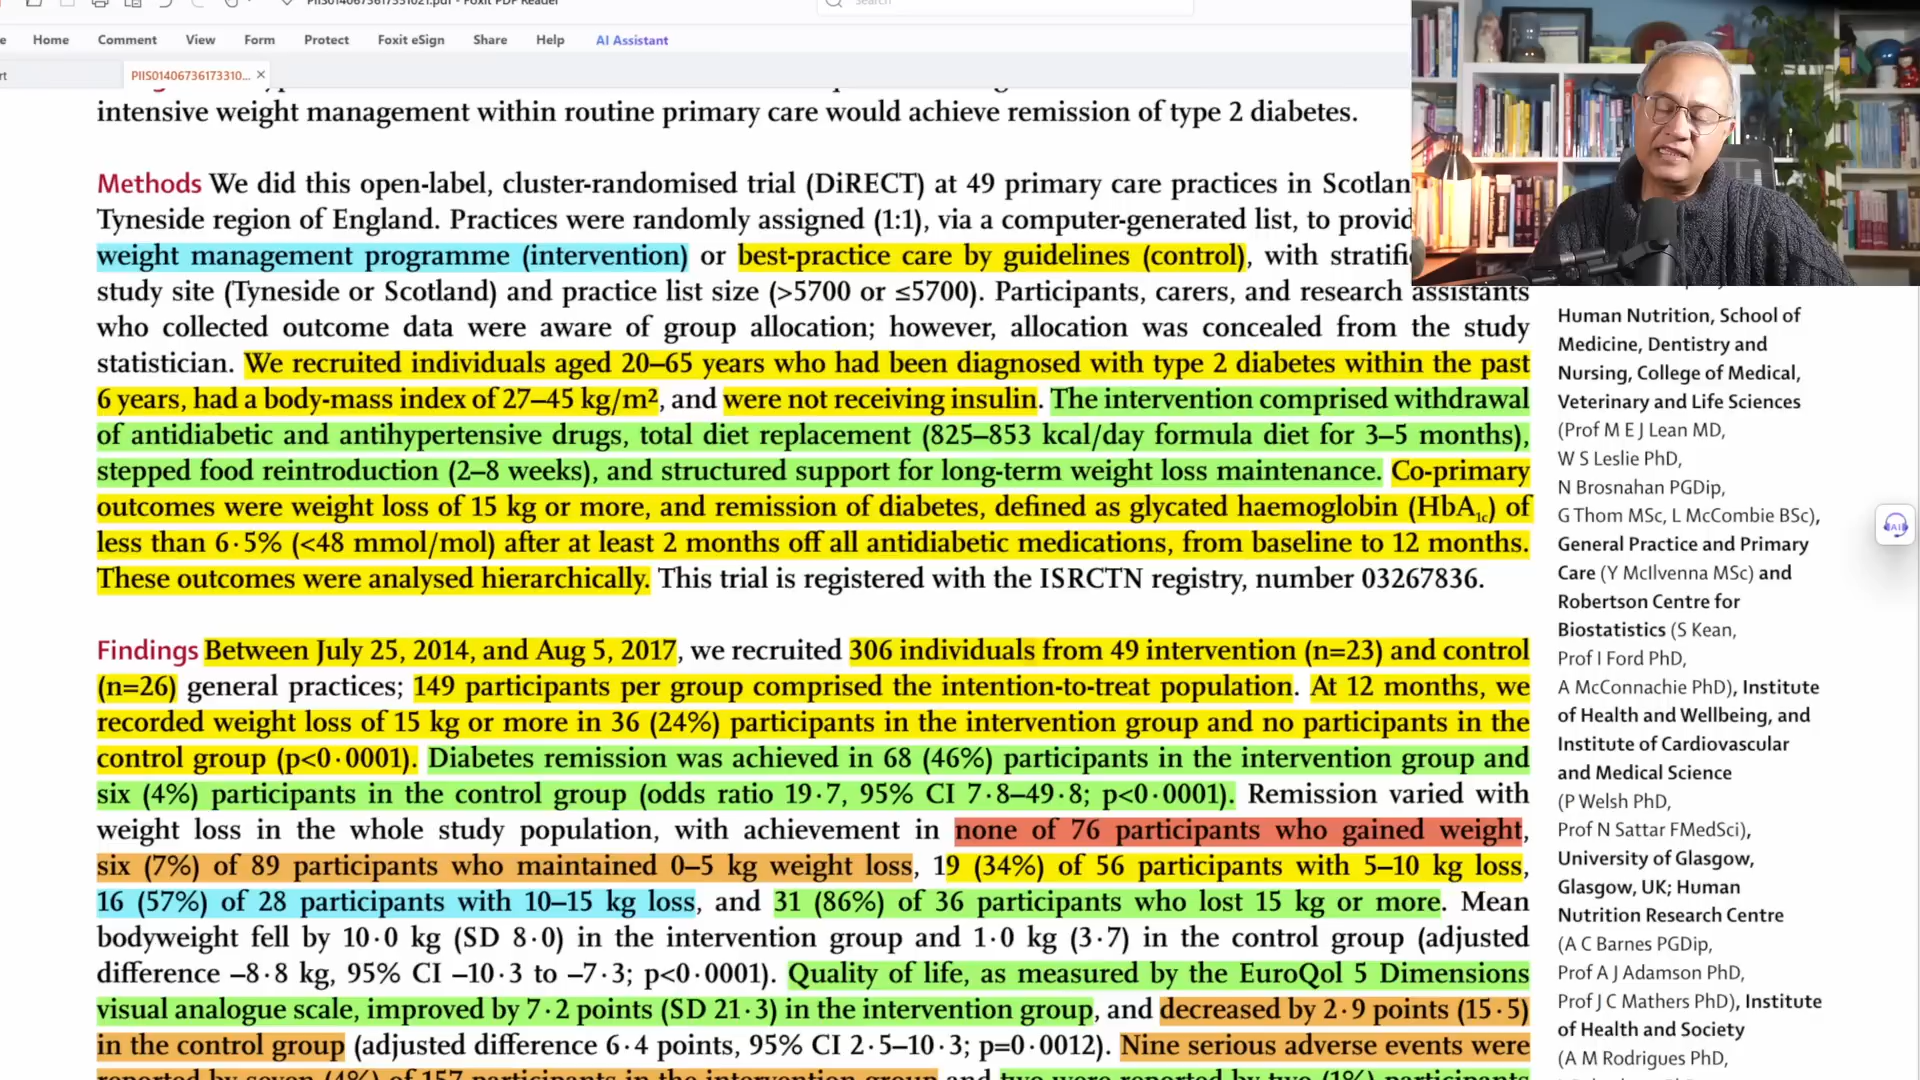 PIIS0140673617331021.pdf - Foxit PDF Reader
Search
Home Comment View Form Protect Foxit eSign Share Help AI Assistant
PIIS01406736173310...
intensive weight management within routine primary care would achieve remission of type 2 diabetes.
Methods We did this open-label, cluster-randomised trial (DiRECT) at 49 primary care practices in Scotlan
Tyneside region of England. Practices were randomly assigned (1:1), via a computer-generated list, to provid
weight management programme (intervention) or best-practice care by guidelines (control), with stratific
study site (Tyneside or Scotland) and practice list size (>5700 or ≤5700). Participants, carers, and research assistants
who collected outcome data were aware of group allocation; however, allocation was concealed from the study
statistician. We recruited individuals aged 20–65 years who had been diagnosed with type 2 diabetes within the past
6 years, had a body-mass index of 27–45 kg/m², and were not receiving insulin. The intervention comprised withdrawal
of antidiabetic and antihypertensive drugs, total diet replacement (825–853 kcal/day formula diet for 3–5 months),
stepped food reintroduction (2–8 weeks), and structured support for long-term weight loss maintenance. Co-primary
outcomes were weight loss of 15 kg or more, and remission of diabetes, defined as glycated haemoglobin (HbA1c) of
less than 6·5% (<48 mmol/mol) after at least 2 months off all antidiabetic medications, from baseline to 12 months.
These outcomes were analysed hierarchically. This trial is registered with the ISRCTN registry, number 03267836.
Findings Between July 25, 2014, and Aug 5, 2017, we recruited 306 individuals from 49 intervention (n=23) and control
(n=26) general practices; 149 participants per group comprised the intention-to-treat population. At 12 months, we
recorded weight loss of 15 kg or more in 36 (24%) participants in the intervention group and no participants in the
control group (p<0·0001). Diabetes remission was achieved in 68 (46%) participants in the intervention group and
six (4%) participants in the control group (odds ratio 19·7, 95% CI 7·8–49·8; p<0·0001). Remission varied with
weight loss in the whole study population, with achievement in none of 76 participants who gained weight,
six (7%) of 89 participants who maintained 0–5 kg weight loss, 19 (34%) of 56 participants with 5–10 kg loss,
16 (57%) of 28 participants with 10–15 kg loss, and 31 (86%) of 36 participants who lost 15 kg or more. Mean
bodyweight fell by 10·0 kg (SD 8·0) in the intervention group and 1·0 kg (3·7) in the control group (adjusted
difference –8·8 kg, 95% CI –10·3 to –7·3; p<0·0001). Quality of life, as measured by the EuroQol 5 Dimensions
visual analogue scale, improved by 7·2 points (SD 21·3) in the intervention group, and decreased by 2·9 points (15·5)
in the control group (adjusted difference 6·4 points, 95% CI 2·5–10·3; p=0·0012). Nine serious adverse events were
reported by seven (4%) of 157 participants in the intervention group and two were reported by two (1%) participants
Human Nutrition, School of
Medicine, Dentistry and
Nursing, College of Medical,
Veterinary and Life Sciences
(Prof M E J Lean MD,
W S Leslie PhD,
N Brosnahan PGDip,
G Thom MSc, L McCombie BSc),
General Practice and Primary
Care (Y McIlvenna MSc) and
Robertson Centre for
Biostatistics (S Kean,
Prof I Ford PhD,
A McConnachie PhD), Institute
of Health and Wellbeing, and
Institute of Cardiovascular
and Medical Science
(P Welsh PhD,
Prof N Sattar FMedSci),
University of Glasgow,
Glasgow, UK; Human
Nutrition Research Centre
(A C Barnes PGDip,
Prof A J Adamson PhD,
Prof J C Mathers PhD), Institute
of Health and Society
(A M Rodrigues PhD,